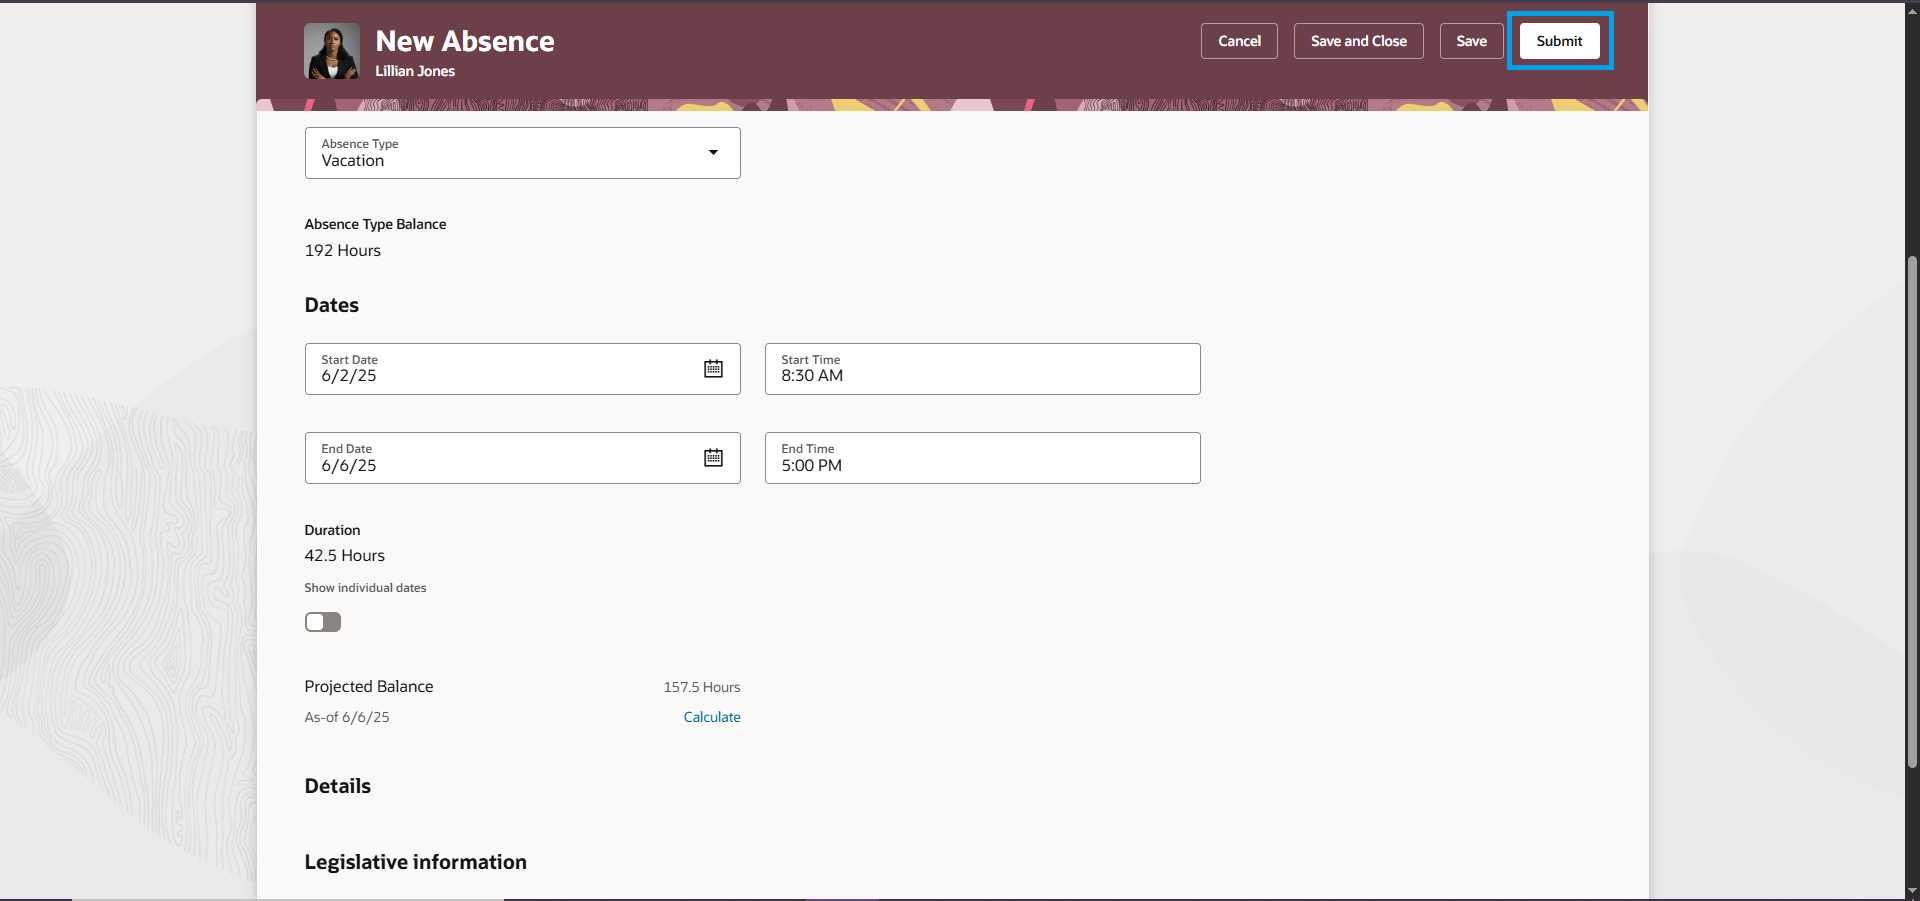 New Absence
Lillian Jones
Cancel
Save and Close
Save
Submit
Absence Type
Vacation
Absence Type Balance
192 Hours
Dates
Start Date
6/2/25
Start Time
8:30 AM
End Date
6/6/25
End Time
5:00 PM
Duration
42.5 Hours
Show individual dates
Projected Balance
157.5 Hours
As-of 6/6/25
Calculate
Details
Legislative information